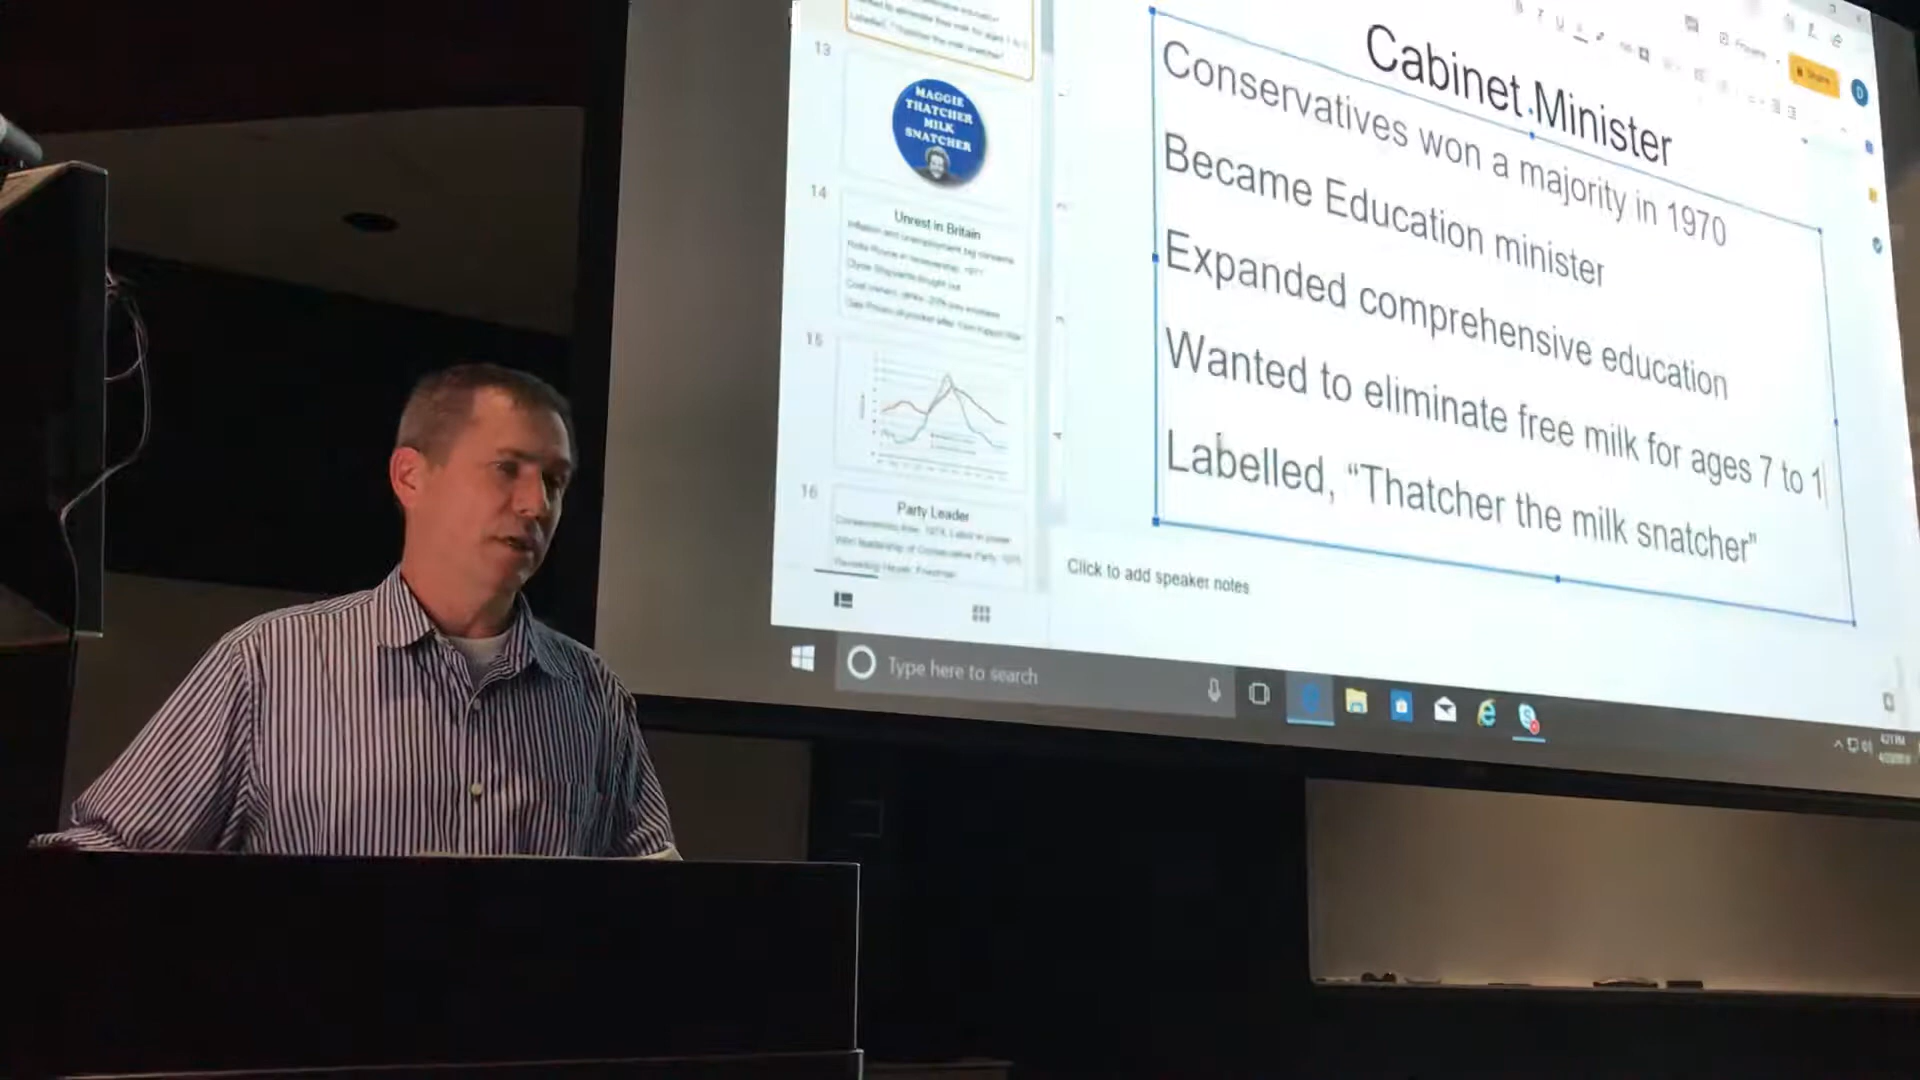 Cabinet Minister
Conservatives won a majority in 1970
Became Education minister
Expanded comprehensive education
Wanted to eliminate free milk for ages 7 to 1
Labelled, “Thatcher the milk snatcher”
Click to add speaker notes
13
MAGGIE
THATCHER
MILK
SNATCHER
14
Unrest in Britain
15
16
Party Leader
Type here to search
Share
D